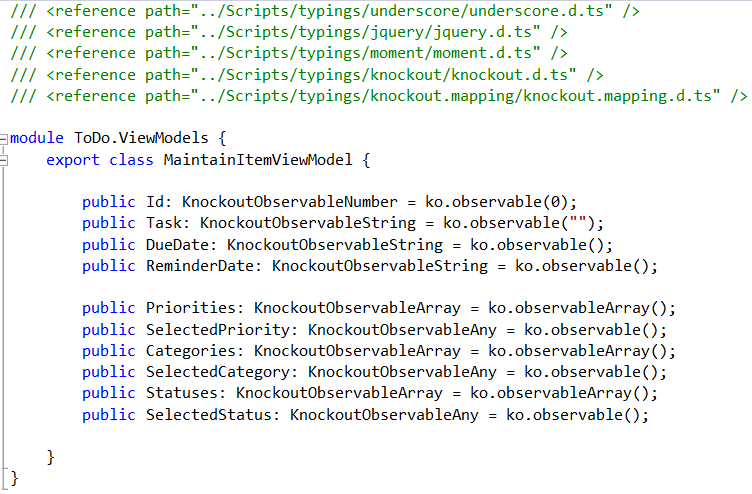 /// <reference path="../Scripts/typings/underscore/underscore.d.ts" />
/// <reference path="../Scripts/typings/jquery/jquery.d.ts" />
/// <reference path="../Scripts/typings/moment/moment.d.ts" />
/// <reference path="../Scripts/typings/knockout/knockout.d.ts" />
/// <reference path="../Scripts/typings/knockout.mapping/knockout.mapping.d.ts" />

module ToDo.ViewModels {
    export class MaintainItemViewModel {

        public Id: KnockoutObservableNumber = ko.observable(0);
        public Task: KnockoutObservableString = ko.observable("");
        public DueDate: KnockoutObservableString = ko.observable();
        public ReminderDate: KnockoutObservableString = ko.observable();

        public Priorities: KnockoutObservableArray = ko.observableArray();
        public SelectedPriority: KnockoutObservableAny = ko.observable();
        public Categories: KnockoutObservableArray = ko.observableArray();
        public SelectedCategory: KnockoutObservableAny = ko.observable();
        public Statuses: KnockoutObservableArray = ko.observableArray();
        public SelectedStatus: KnockoutObservableAny = ko.observable();

    }
}